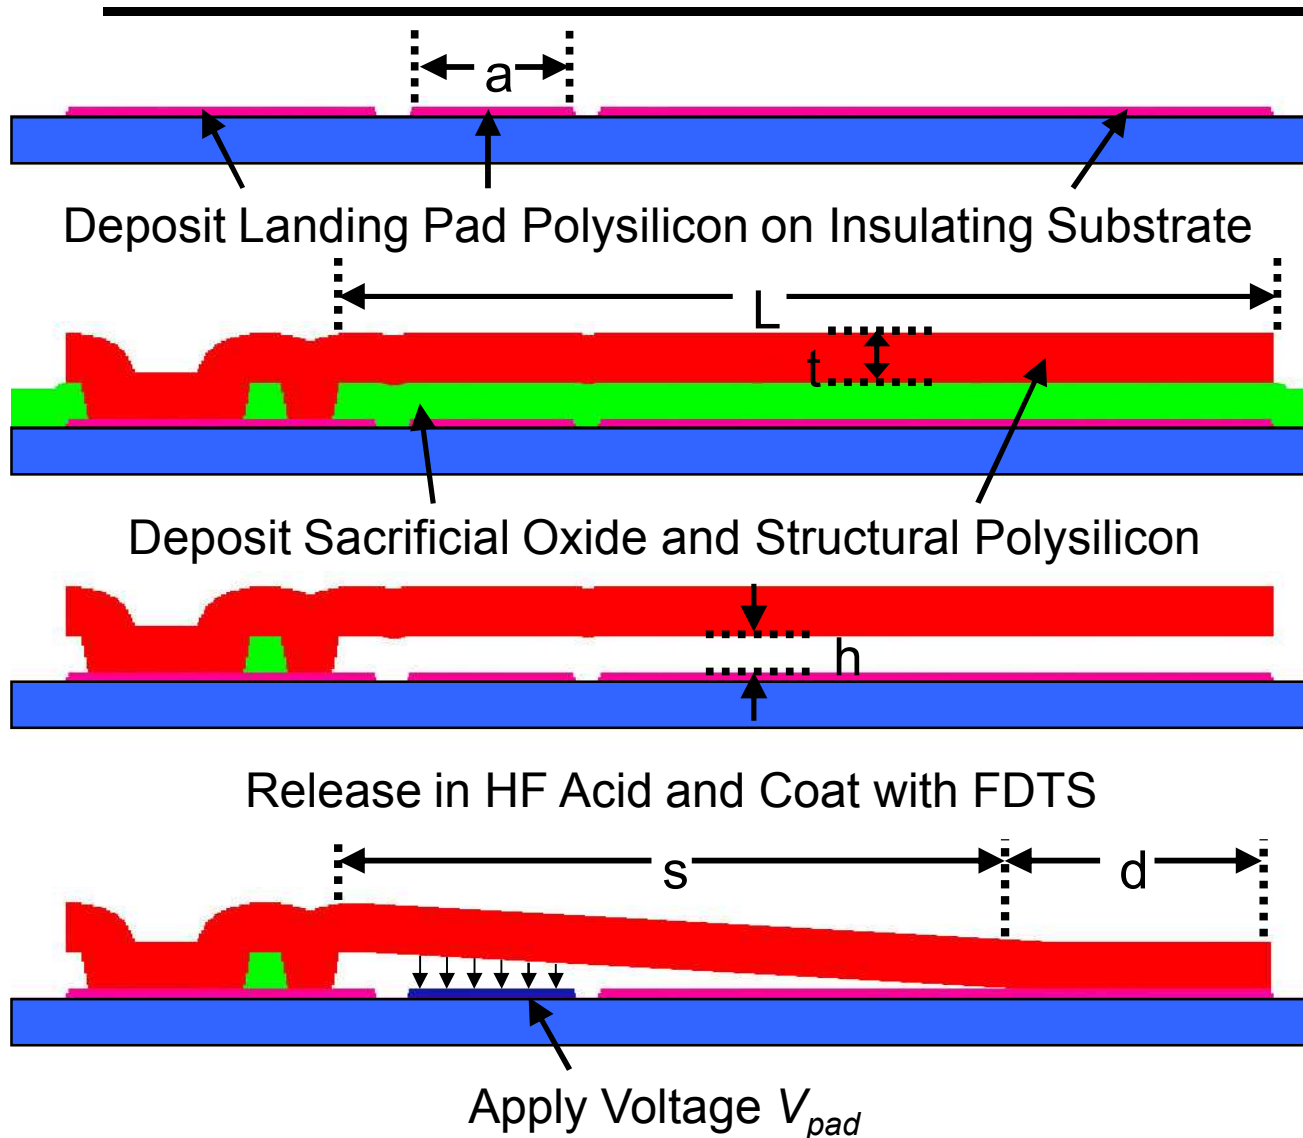 a
Deposit Landing Pad Polysilicon on Insulating Substrate
L
t
Deposit Sacrificial Oxide and Structural Polysilicon
h
Release in HF Acid and Coat with FDTS
s d
Apply Voltage Vpad